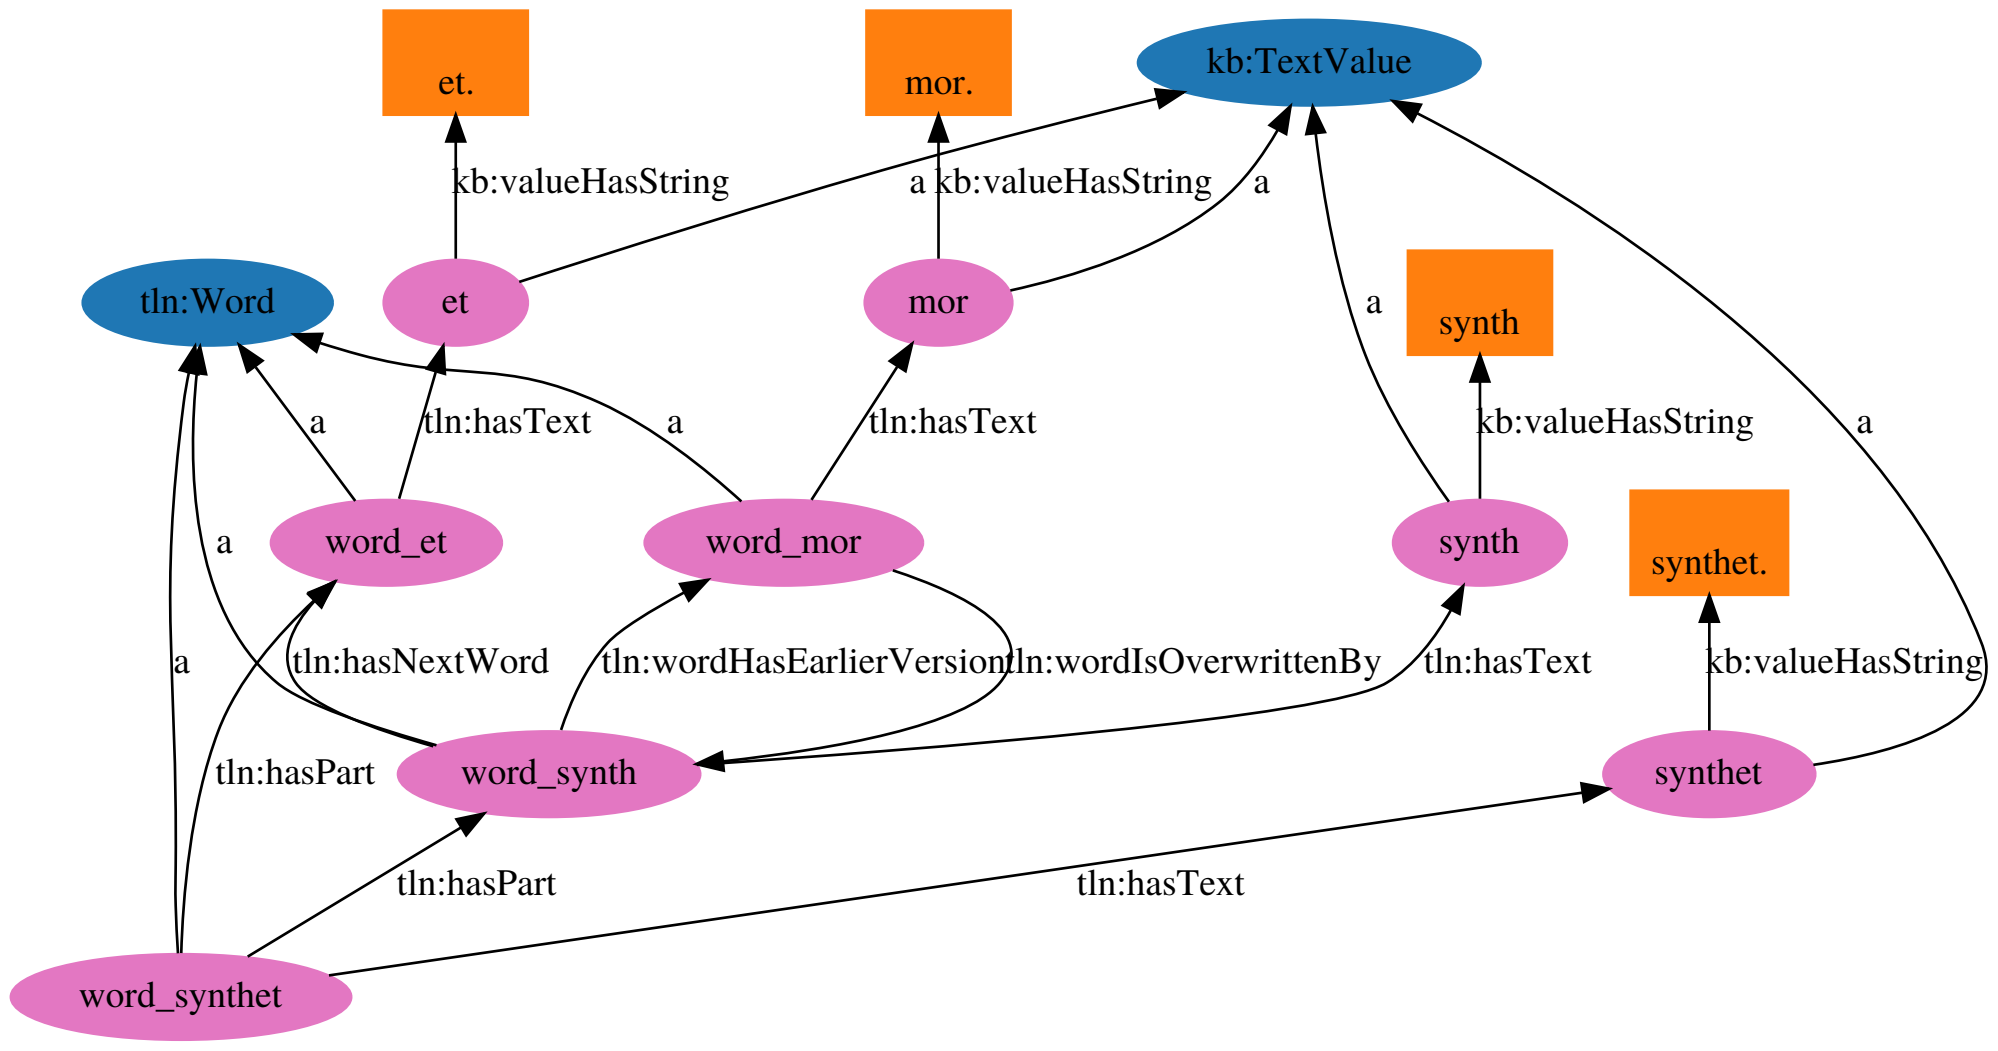 et.
mor.
kb:TextValue
kb:valueHasString
a
kb:valueHasString
a
tln:Word
et
mor
a
synth
a
tln:hasText
a
tln:hasText
kb:valueHasString
a
a
word_et
word_mor
synth
synthet.
a
tln:hasNextWord
tln:wordHasEarlierVersion
tln:wordIsOverwrittenBy
tln:hasText
kb:valueHasString
tln:hasPart
word_synth
synthet
tln:hasPart
tln:hasText
word_synthet